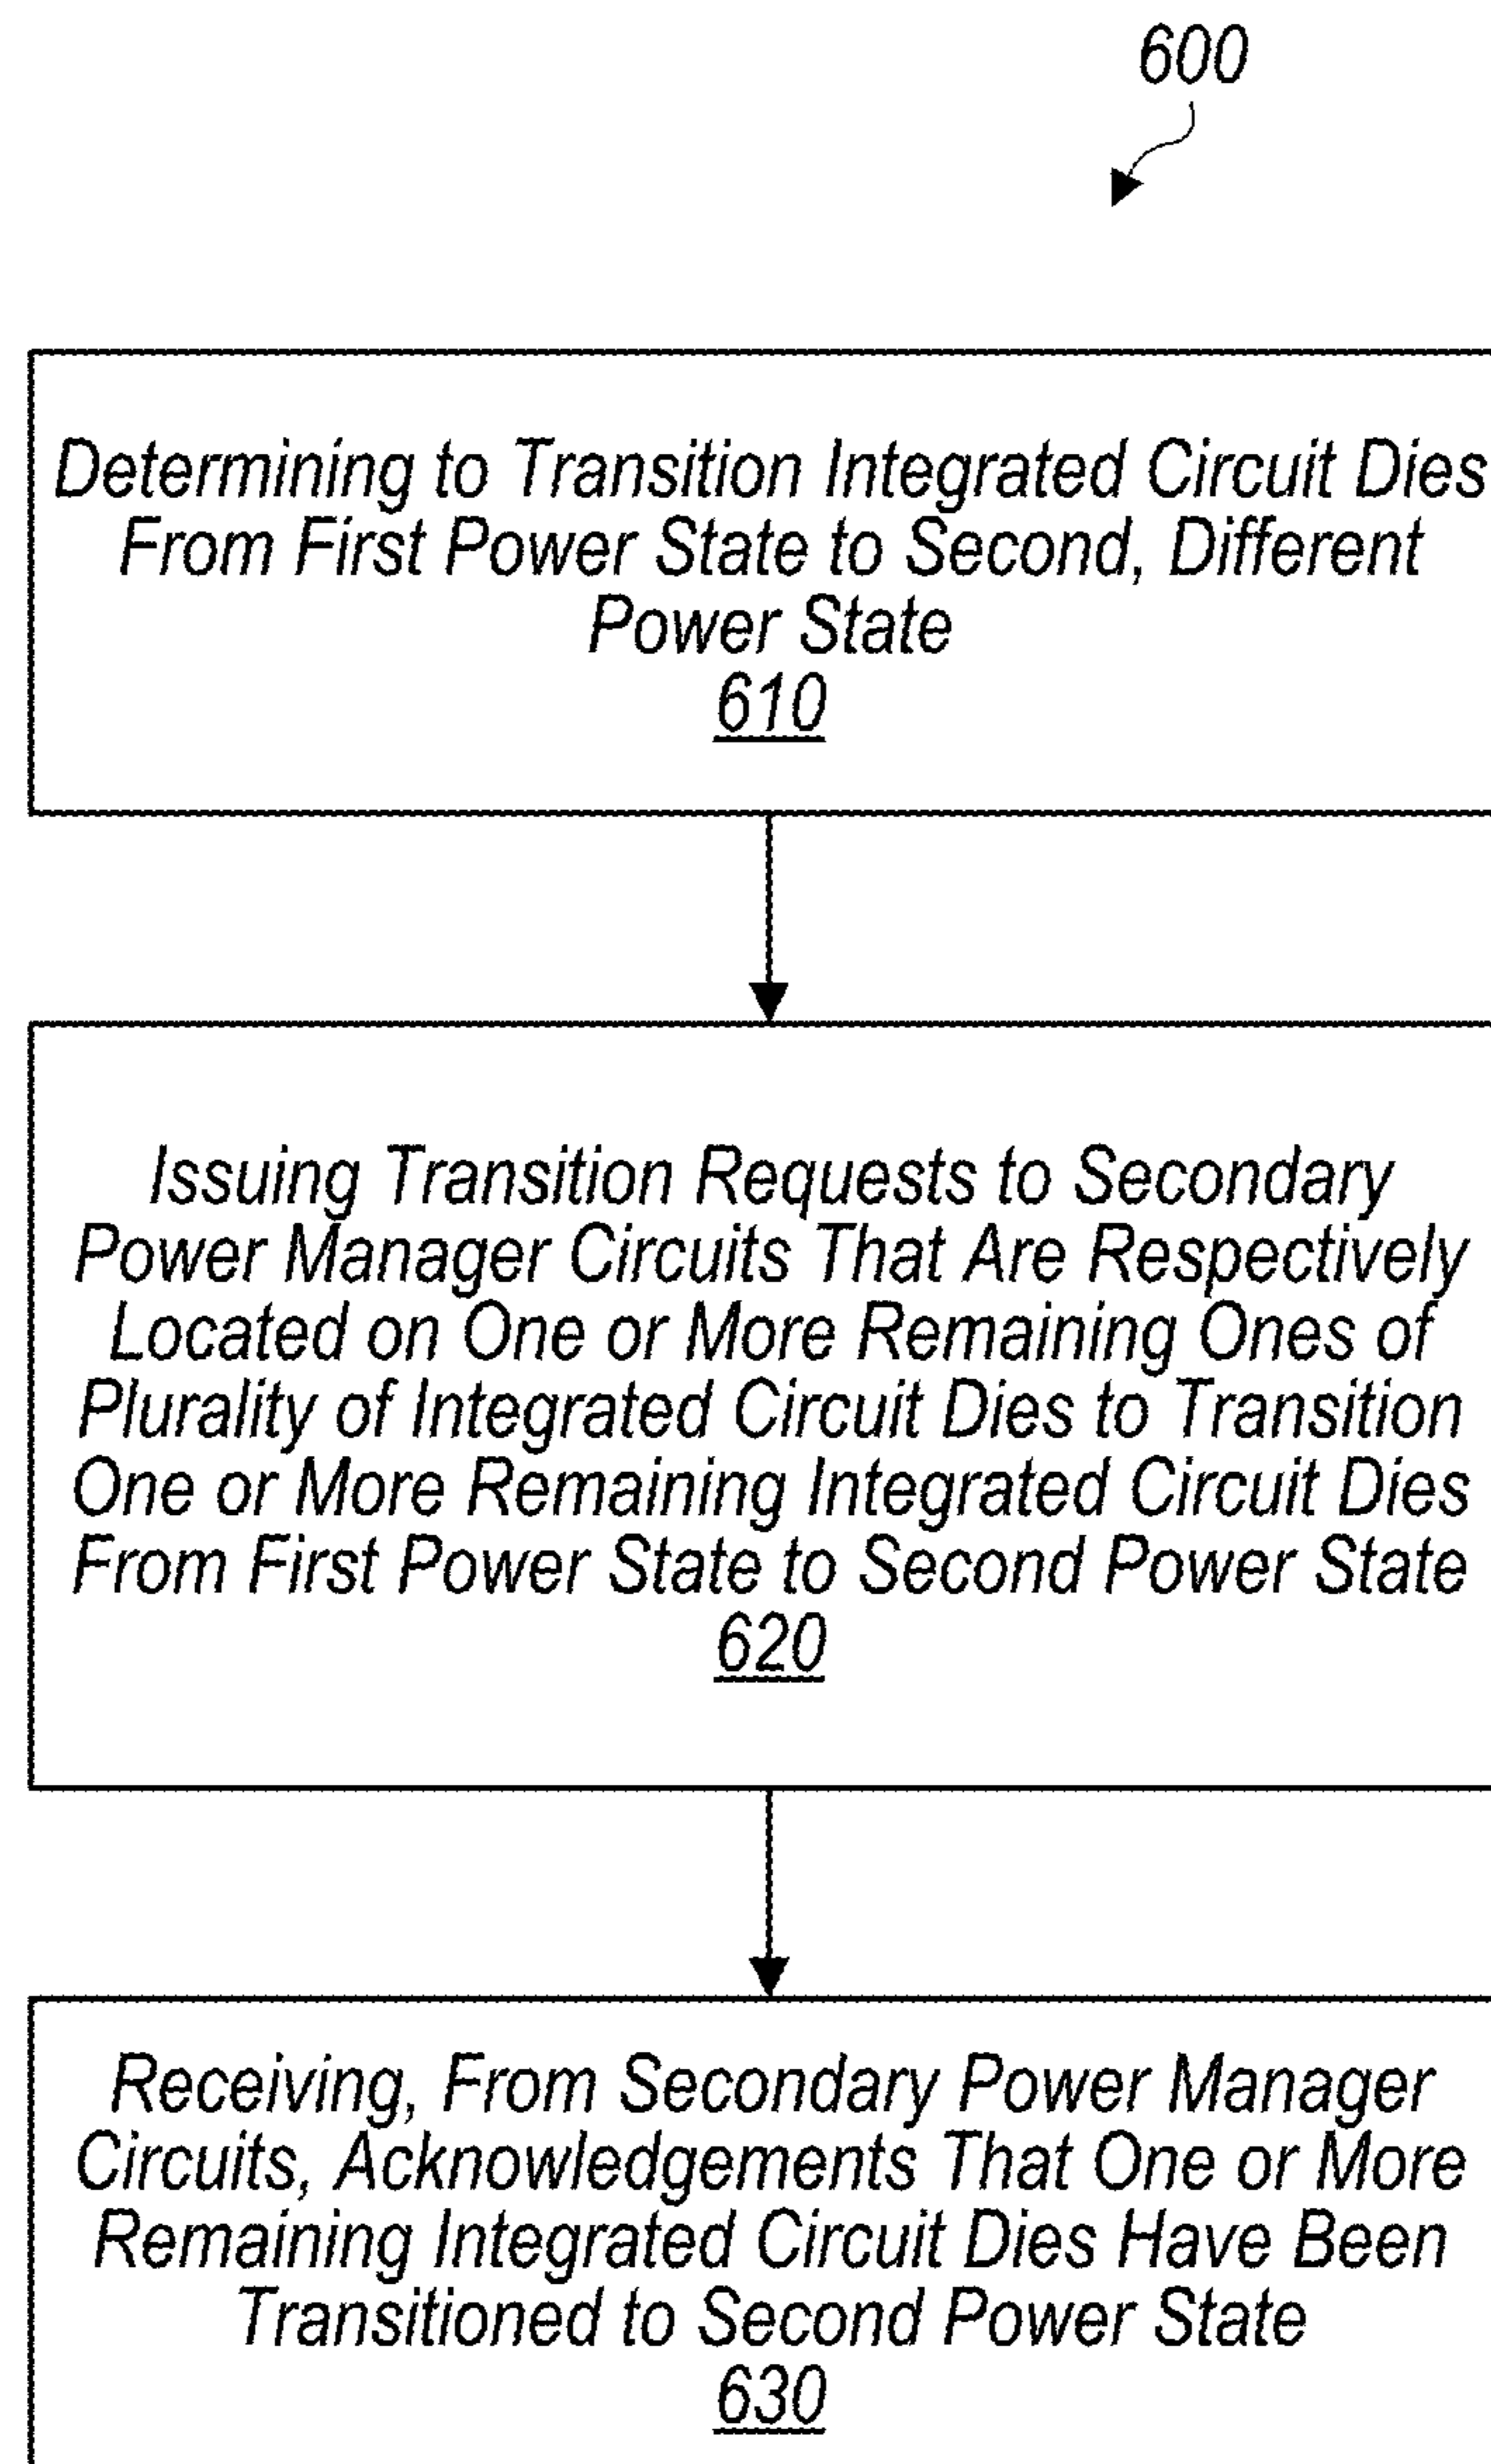 600
Determining to Transition Integrated Circuit Dies
From First Power State to Second, Different
Power State
610
Issuing Transition Requests to Secondary
Power Manager Circuits That Are Respectively
Located on One or More Remaining Ones of
Plurality of Integrated Circuit Dies to Transition
One or More Remaining Integrated Circuit Dies
From First Power State to Second Power State
620
Receiving, From Secondary Power Manager
Circuits, Acknowledgements That One or More
Remaining Integrated Circuit Dies Have Been
Transitioned to Second Power State
630